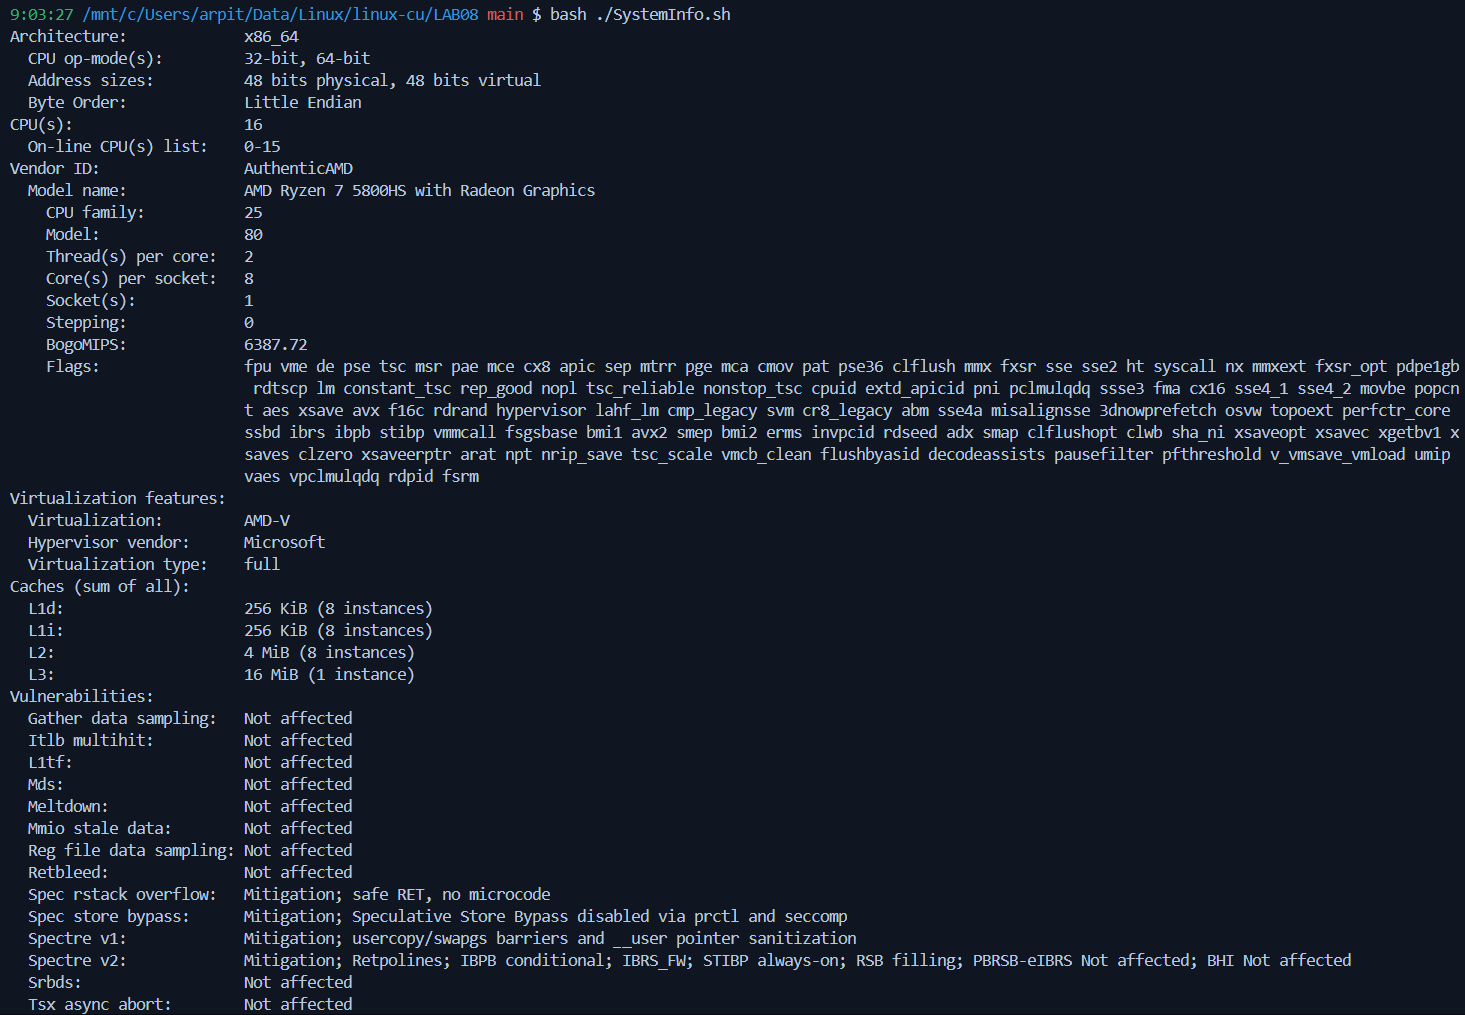 9:03:27 /mnt/c/Users/arpit/Data/Linux/linux-cu/LAB08 main $ bash ./SystemInfo.sh
Architecture:             x86_64
  CPU op-mode(s):         32-bit, 64-bit
  Address sizes:          48 bits physical, 48 bits virtual
  Byte Order:             Little Endian
CPU(s):                   16
  On-line CPU(s) list:    0-15
Vendor ID:                AuthenticAMD
  Model name:             AMD Ryzen 7 5800HS with Radeon Graphics
    CPU family:           25
    Model:                80
    Thread(s) per core:   2
    Core(s) per socket:   8
    Socket(s):            1
    Stepping:             0
    BogoMIPS:             6387.72
    Flags:                fpu vme de pse tsc msr pae mce cx8 apic sep mtrr pge mca cmov pat pse36 clflush mmx fxsr sse sse2 ht syscall nx mmxext fxsr_opt pdpe1gb
                           rdtscp lm constant_tsc rep_good nopl tsc_reliable nonstop_tsc cpuid extd_apicid pni pclmulqdq ssse3 fma cx16 sse4_1 sse4_2 movbe popcn
                          t aes xsave avx f16c rdrand hypervisor lahf_lm cmp_legacy svm cr8_legacy abm sse4a misalignsse 3dnowprefetch osvw topoext perfctr_core
                          ssbd ibrs ibpb stibp vmmcall fsgsbase bmi1 avx2 smep bmi2 erms invpcid rdseed adx smap clflushopt clwb sha_ni xsaveopt xsavec xgetbv1 x
                          saves clzero xsaveerptr arat npt nrip_save tsc_scale vmcb_clean flushbyasid decodeassists pausefilter pfthreshold v_vmsave_vmload umip
                          vaes vpclmulqdq rdpid fsrm
Virtualization features:
  Virtualization:         AMD-V
  Hypervisor vendor:      Microsoft
  Virtualization type:    full
Caches (sum of all):
  L1d:                    256 KiB (8 instances)
  L1i:                    256 KiB (8 instances)
  L2:                     4 MiB (8 instances)
  L3:                     16 MiB (1 instance)
Vulnerabilities:
  Gather data sampling:   Not affected
  Itlb multihit:          Not affected
  L1tf:                   Not affected
  Mds:                    Not affected
  Meltdown:               Not affected
  Mmio stale data:        Not affected
  Reg file data sampling: Not affected
  Retbleed:               Not affected
  Spec rstack overflow:   Mitigation; safe RET, no microcode
  Spec store bypass:      Mitigation; Speculative Store Bypass disabled via prctl and seccomp
  Spectre v1:             Mitigation; usercopy/swapgs barriers and __user pointer sanitization
  Spectre v2:             Mitigation; Retpolines; IBPB conditional; IBRS_FW; STIBP always-on; RSB filling; PBRSB-eIBRS Not affected; BHI Not affected
  Srbds:                  Not affected
  Tsx async abort:        Not affected